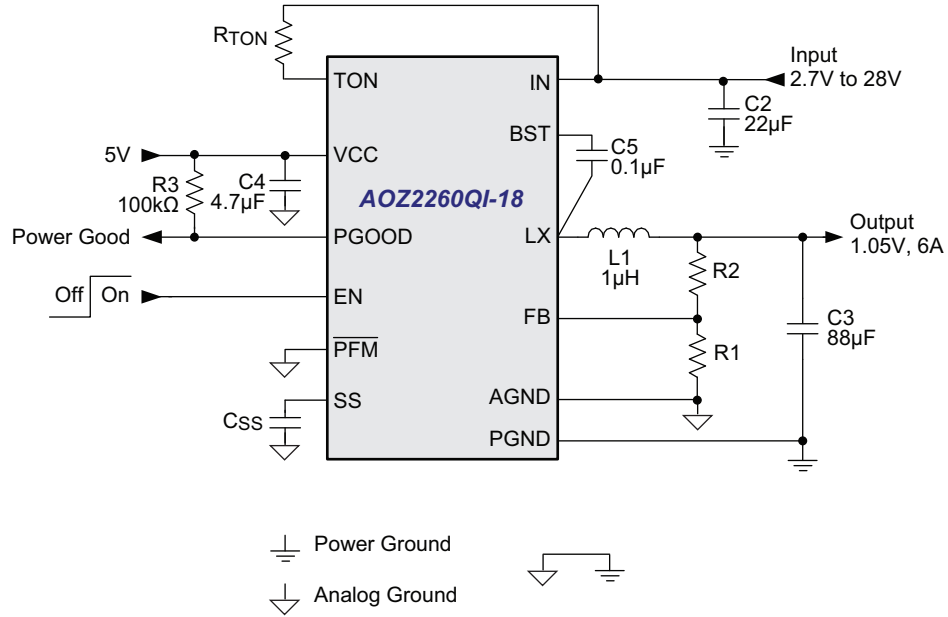 RTON
Input
2.7V to 28V
TON
IN
C2
22µF
BST
C5
0.1µF
5V
VCC
R3
100kΩ
C4
4.7µF
AOZ2260QI-18
Power Good
PGOOD
LX
L1
1µH
Output
1.05V, 6A
R2
Off
On
EN
FB
C3
88µF
PFM
R1
SS
CSS
AGND
PGND
Power Ground
Analog Ground